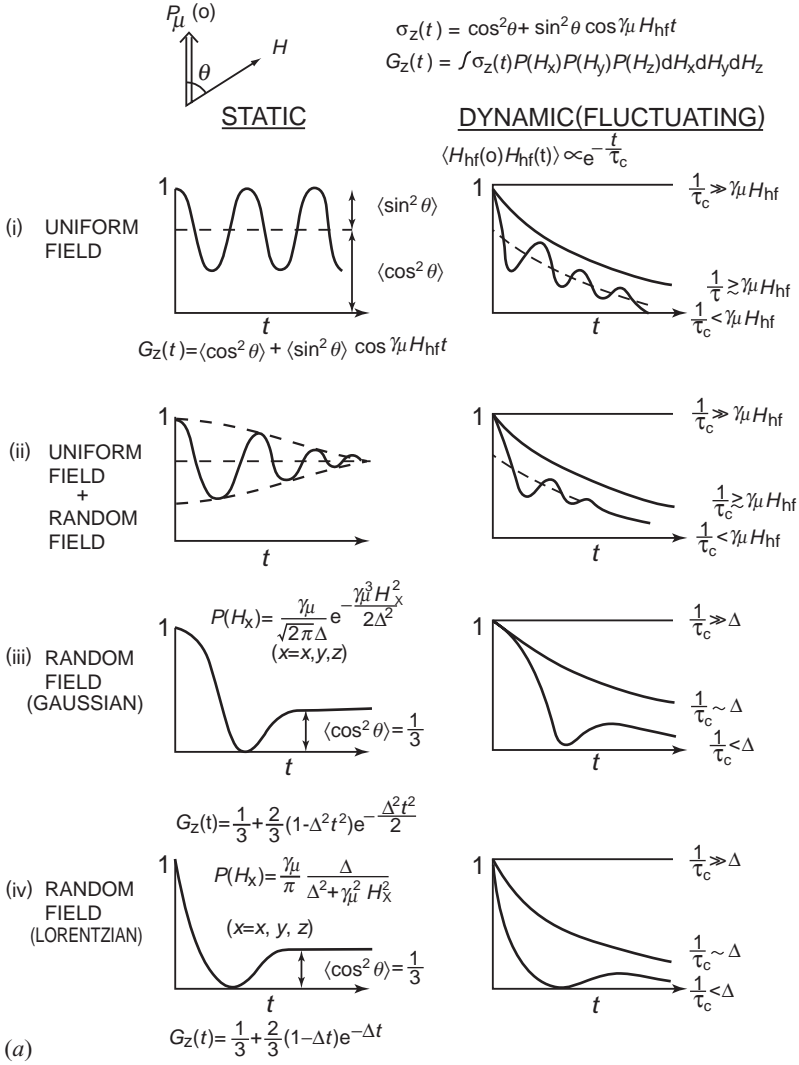 P_μ (o)
H
θ
σ_z(t) = cos²θ + sin²θ cos γ_μ H_hf t
G_z(t) = ∫σ_z(t)P(H_x)P(H_y)P(H_z)dH_x dH_y dH_z
STATIC
DYNAMIC(FLUCTUATING)
⟨H_hf(o)H_hf(t)⟩ ∝ e^{-t/τ_c}
(i) UNIFORM
FIELD
1
⟨sin²θ⟩
⟨cos²θ⟩
t
G_z(t)=⟨cos²θ⟩ + ⟨sin²θ⟩ cos γ_μ H_hf t
1
1/τ_c ≫ γ_μ H_hf
1/τ ≳ γ_μ H_hf
1/τ_c < γ_μ H_hf
t
(ii) UNIFORM
FIELD
+
RANDOM
FIELD
1
t
1
1/τ_c ≫ γ_μ H_hf
1/τ_c ≳ γ_μ H_hf
1/τ_c < γ_μ H_hf
t
(iii) RANDOM
FIELD
(GAUSSIAN)
P(H_x) = γ_μ/(√2π Δ) e^{-γ_μ³ H_x²/2Δ²}
(x=x,y,z)
1
⟨cos²θ⟩ = 1/3
t
G_z(t) = 1/3 + 2/3 (1-Δ²t²)e^{-Δ²t²/2}
1
1/τ_c ≫ Δ
1/τ_c ~ Δ
1/τ_c < Δ
t
(iv) RANDOM
FIELD
(LORENTZIAN)
1
P(H_x) = γ_μ/π Δ/(Δ²+γ_μ² H_x²)
(x=x, y, z)
⟨cos²θ⟩ = 1/3
t
G_z(t) = 1/3 + 2/3 (1-Δt)e^{-Δt}
1
1/τ_c ≫ Δ
1/τ_c ~ Δ
1/τ_c < Δ
t
(a)